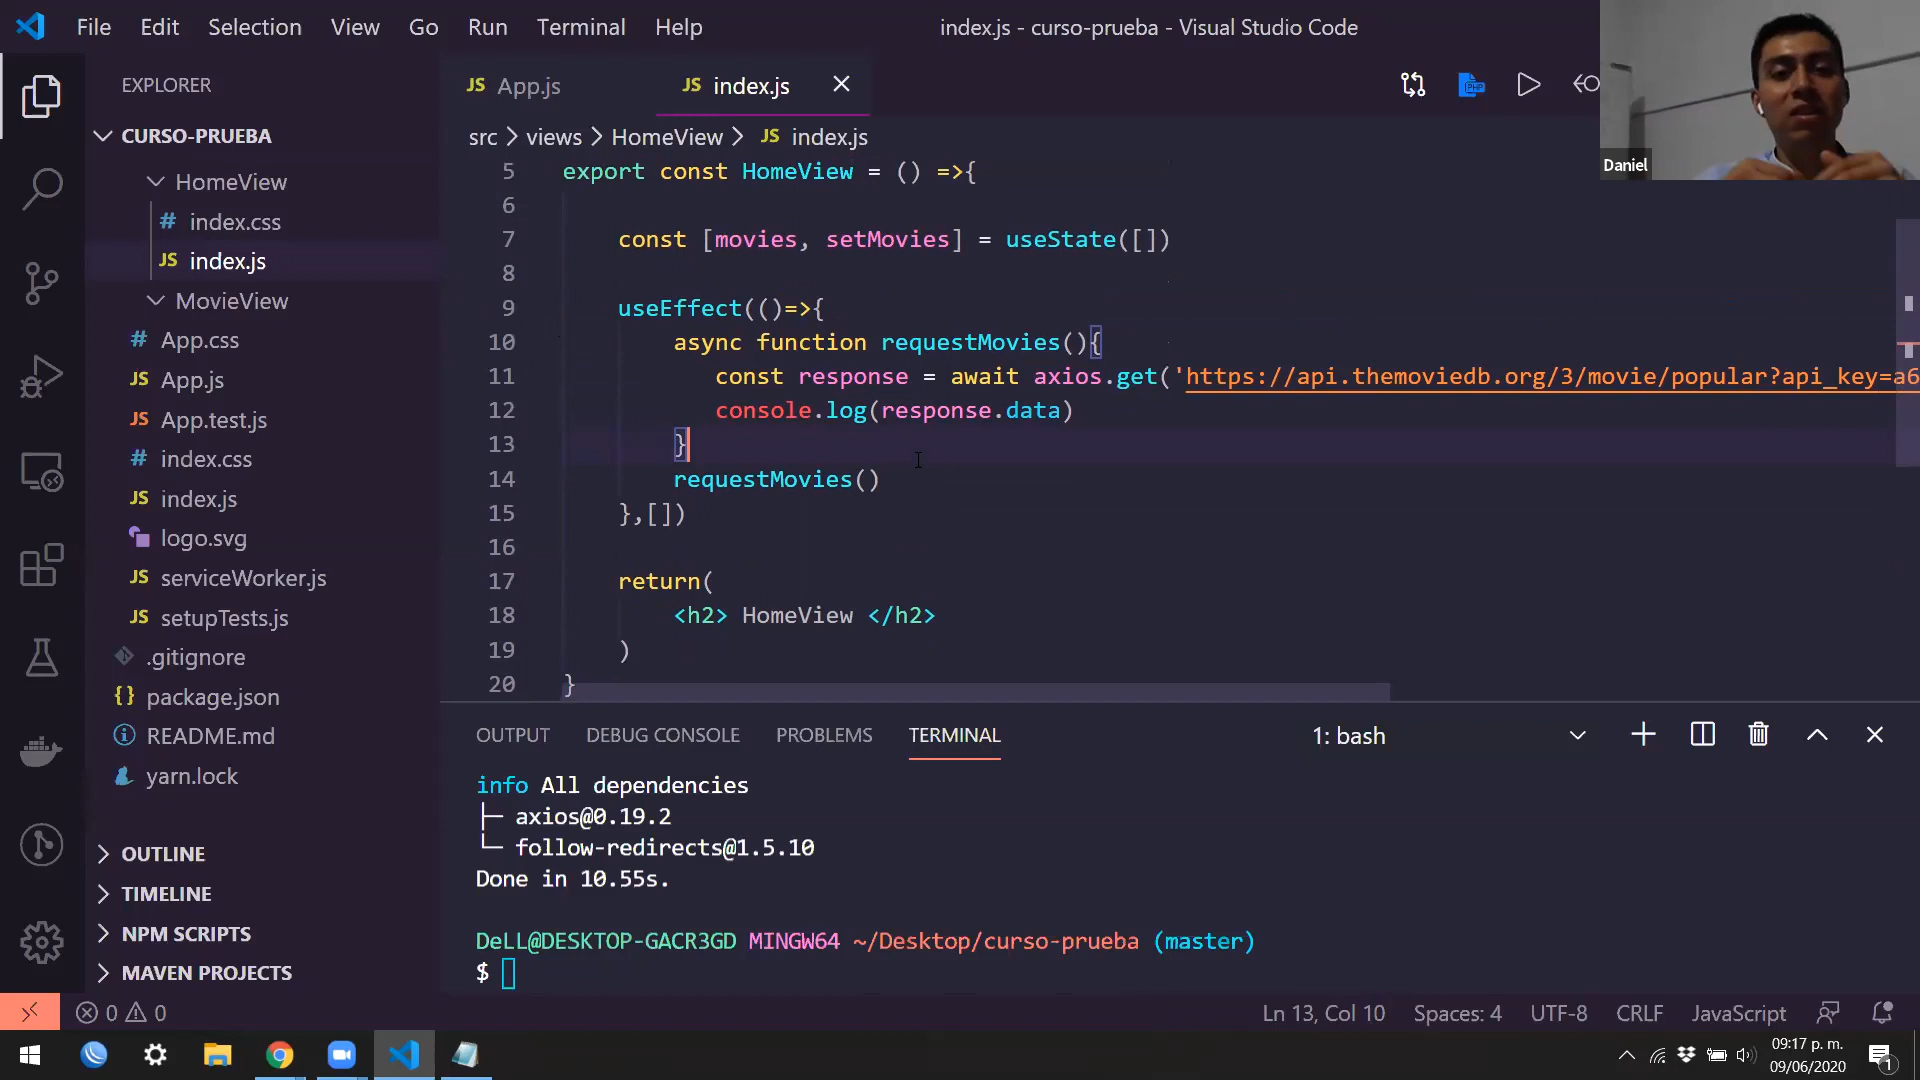 File Edit Selection View Go Run Terminal Help
index.js - curso-prueba - Visual Studio Code
Daniel
EXPLORER
CURSO-PRUEBA
HomeView
# index.css
JS index.js
MovieView
# App.css
JS App.js
JS App.test.js
# index.css
JS index.js
logo.svg
JS serviceWorker.js
JS setupTests.js
.gitignore
{} package.json
README.md
yarn.lock
OUTLINE
TIMELINE
NPM SCRIPTS
MAVEN PROJECTS
JS App.js
JS index.js
src > views > HomeView > JS index.js
5 export const HomeView = () =>{
6
7 const [movies, setMovies] = useState([])
8
9 useEffect(()=>{
10 async function requestMovies(){
11 const response = await axios.get('https://api.themoviedb.org/3/movie/popular?api_key=a6
12 console.log(response.data)
13 }
14 requestMovies()
15 },[])
16
17 return(
18 <h2> HomeView </h2>
19 )
20 }
OUTPUT DEBUG CONSOLE PROBLEMS TERMINAL
1: bash
info All dependencies
├─ axios@0.19.2
└─ follow-redirects@1.5.10
Done in 10.55s.
DeLL@DESKTOP-GACR3GD MINGW64 ~/Desktop/curso-prueba (master)
$
0 0
Ln 13, Col 10 Spaces: 4 UTF-8 CRLF JavaScript
09:17 p. m.
09/06/2020
1